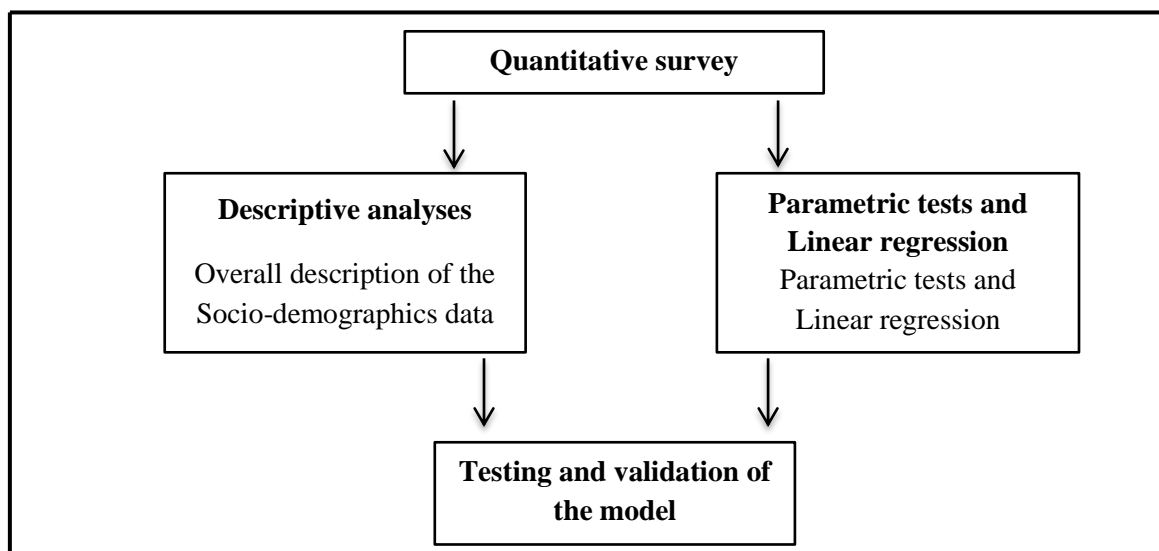 Quantitative survey
Descriptive analyses
Overall description of the
Socio-demographics data
Parametric tests and
Linear regression
Parametric tests and
Linear regression
Testing and validation of
the model